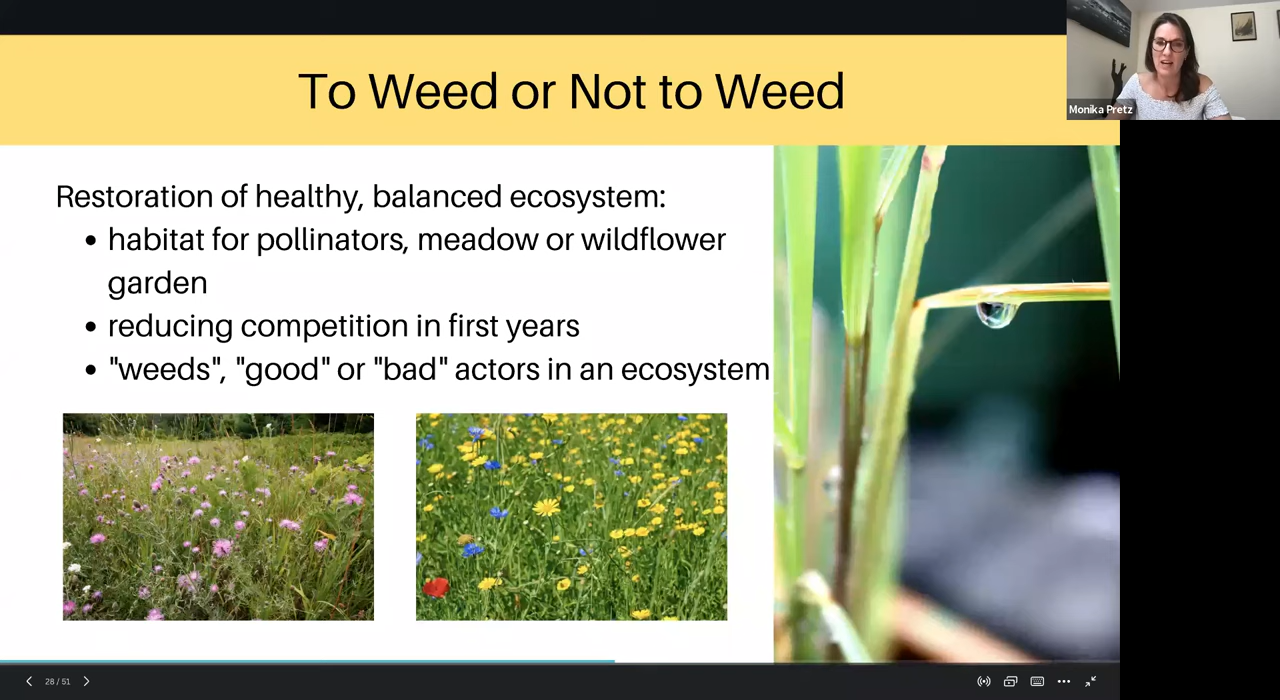 To Weed or Not to Weed
Monika Pretz
Restoration of healthy, balanced ecosystem:
• habitat for pollinators, meadow or wildflower
garden
• reducing competition in first years
• "weeds", "good" or "bad" actors in an ecosystem
28 / 51